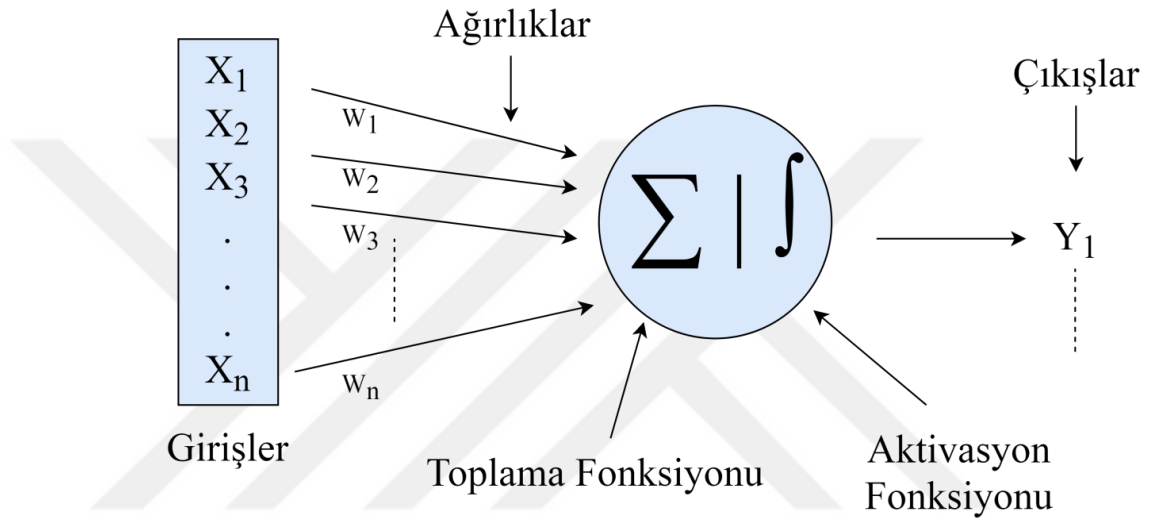 Ağırlıklar
Çıkışlar
X1
X2
X3
.
.
.
Xn
w1
w2
w3
wn
∑ | ∫
Y1
Girişler
Toplama Fonksiyonu
Aktivasyon
Fonksiyonu